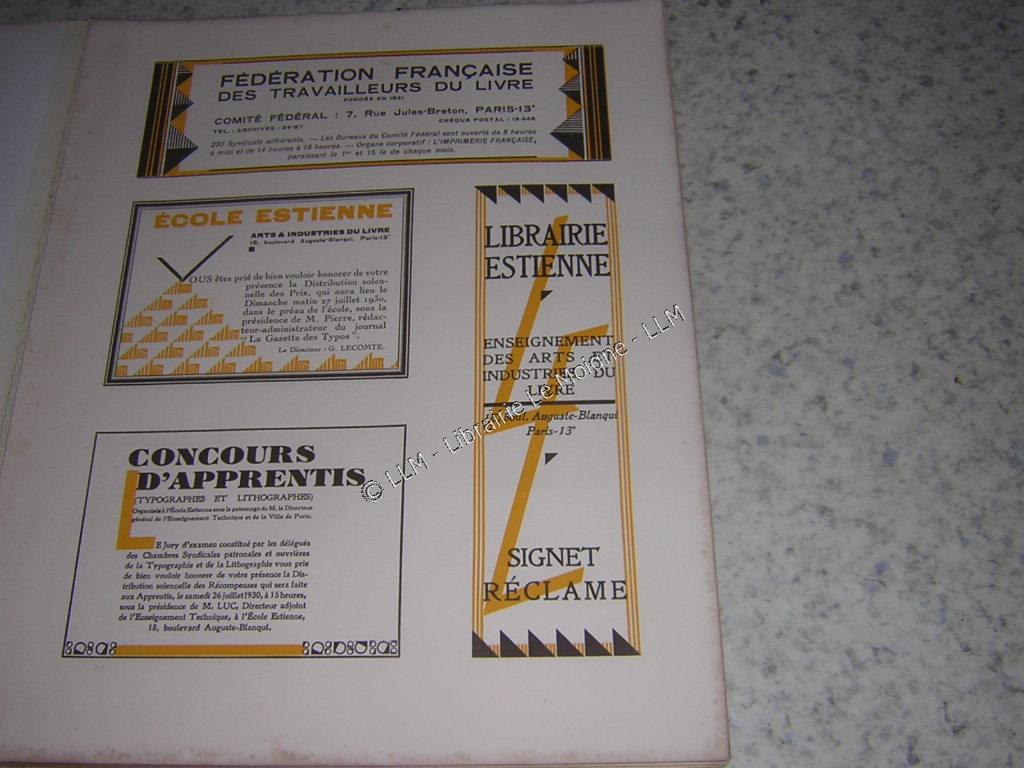 FÉDÉRATION FRANÇAISE
DES TRAVAILLEURS DU LIVRE
FONDÉE EN 1881
COMITÉ FÉDÉRAL : 7, Rue Jules-Breton, PARIS-13e
TÉL. : ARCHIVES : 24-87
CHÈQUE POSTAL : 19.646
230 Syndicats adhérents. — Les Bureaux du Comité Fédéral sont ouverts de 8 heures
à midi et de 14 heures à 18 heures. — Organe corporatif : L'IMPRIMERIE FRANÇAISE,
paraissant le 1er et 15 le de chaque mois.
ÉCOLE ESTIENNE
ARTS & INDUSTRIES DU LIVRE
18, boulevard Auguste-Blanqui, Paris-13e
VOUS êtes prié de bien vouloir honorer de votre
présence la Distribution solen-
nelle des Prix, qui aura lieu le
Dimanche matin 27 juillet 1930,
dans le préau de l'école, sous la
présidence de M. Pierre, rédac-
teur-administrateur du journal
"La Gazette des Typos".
Le Directeur : G. LECOMTE.
CONCOURS
D'APPRENTIS
(TYPOGRAPHES ET LITHOGRAPHES)
Organisés à l'École Estienne sous le patronage de M. le Directeur
général de l'Enseignement Technique et de la Ville de Paris.
LE Jury d'examen constitué par les délégués
des Chambres Syndicales patronales et ouvrières
de la Typographie et de la Lithographie vous prie
de bien vouloir honorer de votre présence la Dis-
tribution solennelle des Récompenses qui sera faite
aux Apprentis, le samedi 26 juillet 1930, à 15 heures,
sous la présidence de M. LUC, Directeur adjoint
de l'Enseignement Technique, à l'École Estienne,
18, boulevard Auguste-Blanqui.
LIBRAIRIE
ESTIENNE
ENSEIGNEMENT
DES ARTS
INDUSTRIES DU
LIVRE
boul. Auguste-Blanqui
Paris-13e
SIGNET
RÉCLAME
© LLM - Librairie Le Moione - LLM